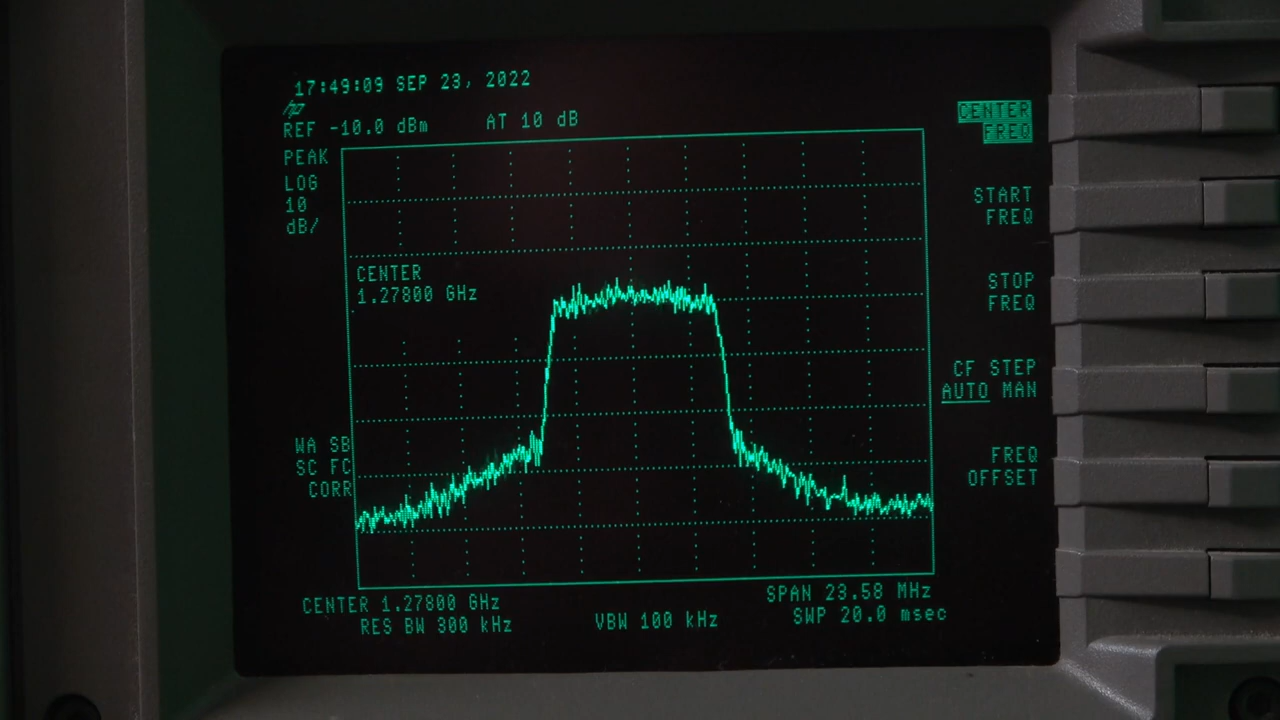 17:49:09 SEP 23, 2022
hp
REF -10.0 dBm AT 10 dB
PEAK
LOG
10
dB/
CENTER
1.27800 GHz
WA SB
SC FC
CORR
CENTER 1.27800 GHz
SPAN 23.58 MHz
RES BW 300 kHz
VBW 100 kHz
SWP 20.0 msec
CENTER
FREQ
START
FREQ
STOP
FREQ
CF STEP
AUTO MAN
FREQ
OFFSET